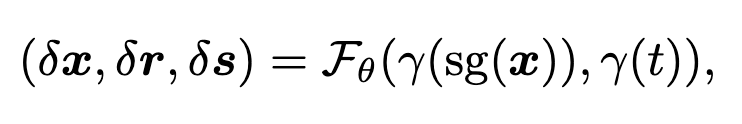 (δx, δr, δs) = ℱ_θ(γ(sg(x)), γ(t)),